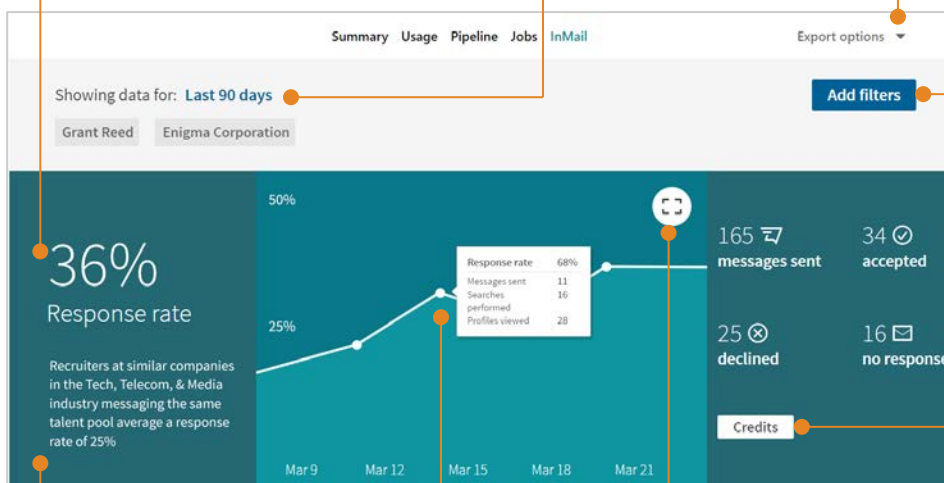 Summary Usage Pipeline Jobs InMail
Export options
Showing data for: Last 90 days
Add filters
Grant Reed
Enigma Corporation
36%
Response rate
Recruiters at similar companies
in the Tech, Telecom, & Media
industry messaging the same
talent pool average a response
rate of 25%
50%
25%
Response rate 68%
Messages sent 11
Searches 16
performed
Profiles viewed 28
Mar 9 Mar 12 Mar 15 Mar 18 Mar 21
165
messages sent
34
accepted
25
declined
16
no response
Credits